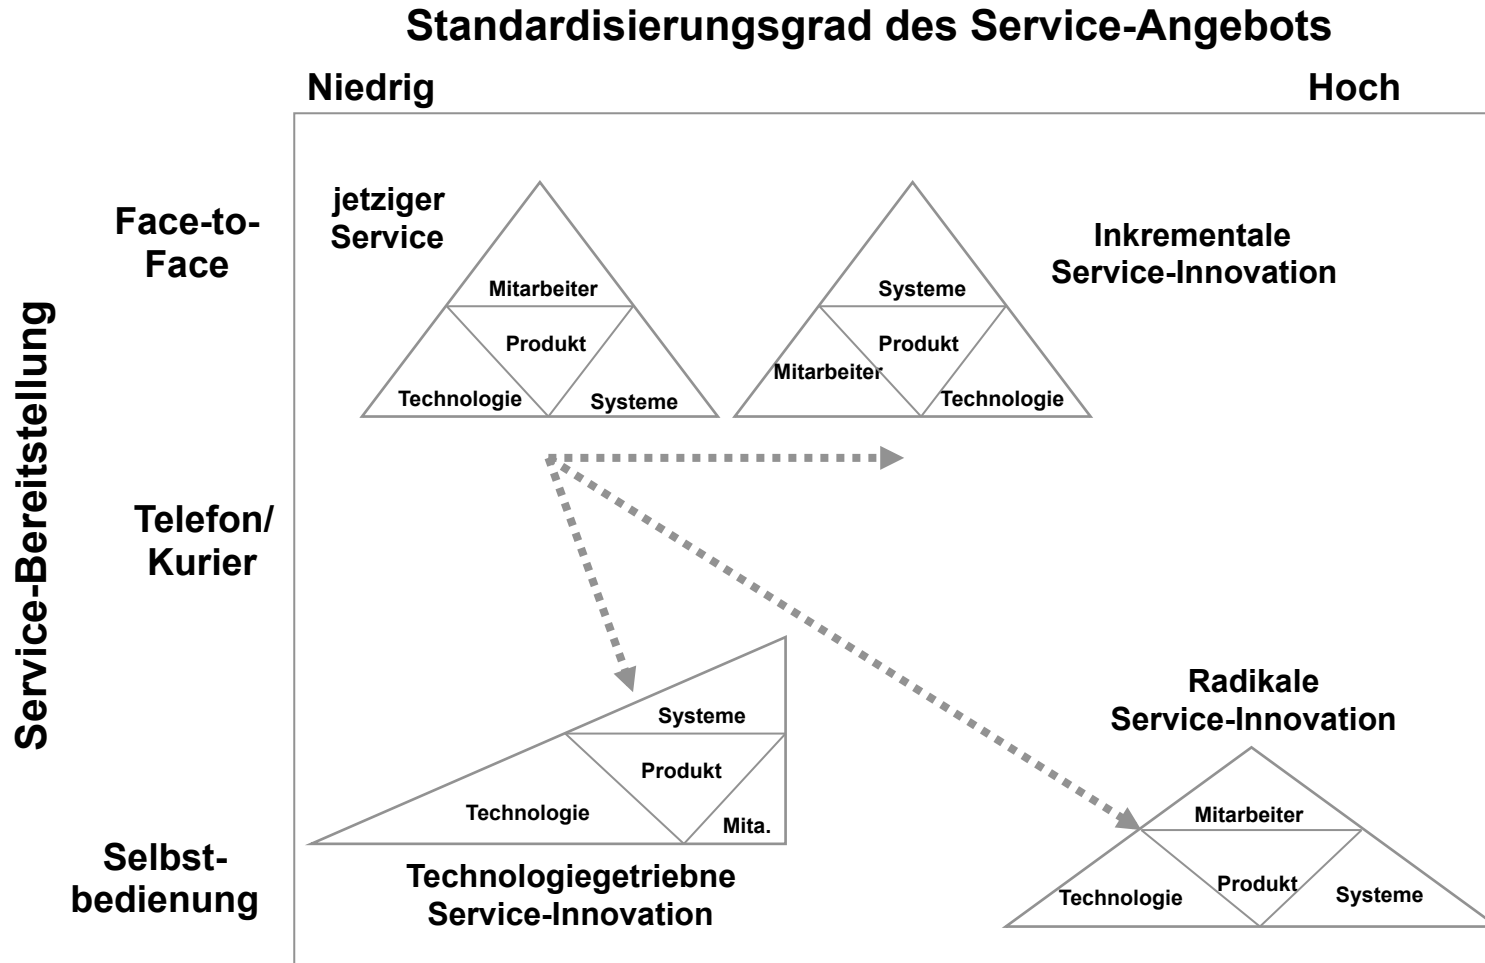 Standardisierungsgrad des Service-Angebots
Niedrig
Hoch
Service-Bereitstellung
Face-to-
Face
jetziger
Service
Mitarbeiter
Produkt
Technologie
Systeme
Systeme
Produkt
Mitarbeiter
Technologie
Inkrementale
Service-Innovation
Telefon/
Kurier
Selbst-
bedienung
Systeme
Produkt
Technologie
Mita.
Technologiegetriebne
Service-Innovation
Radikale
Service-Innovation
Mitarbeiter
Produkt
Technologie
Systeme